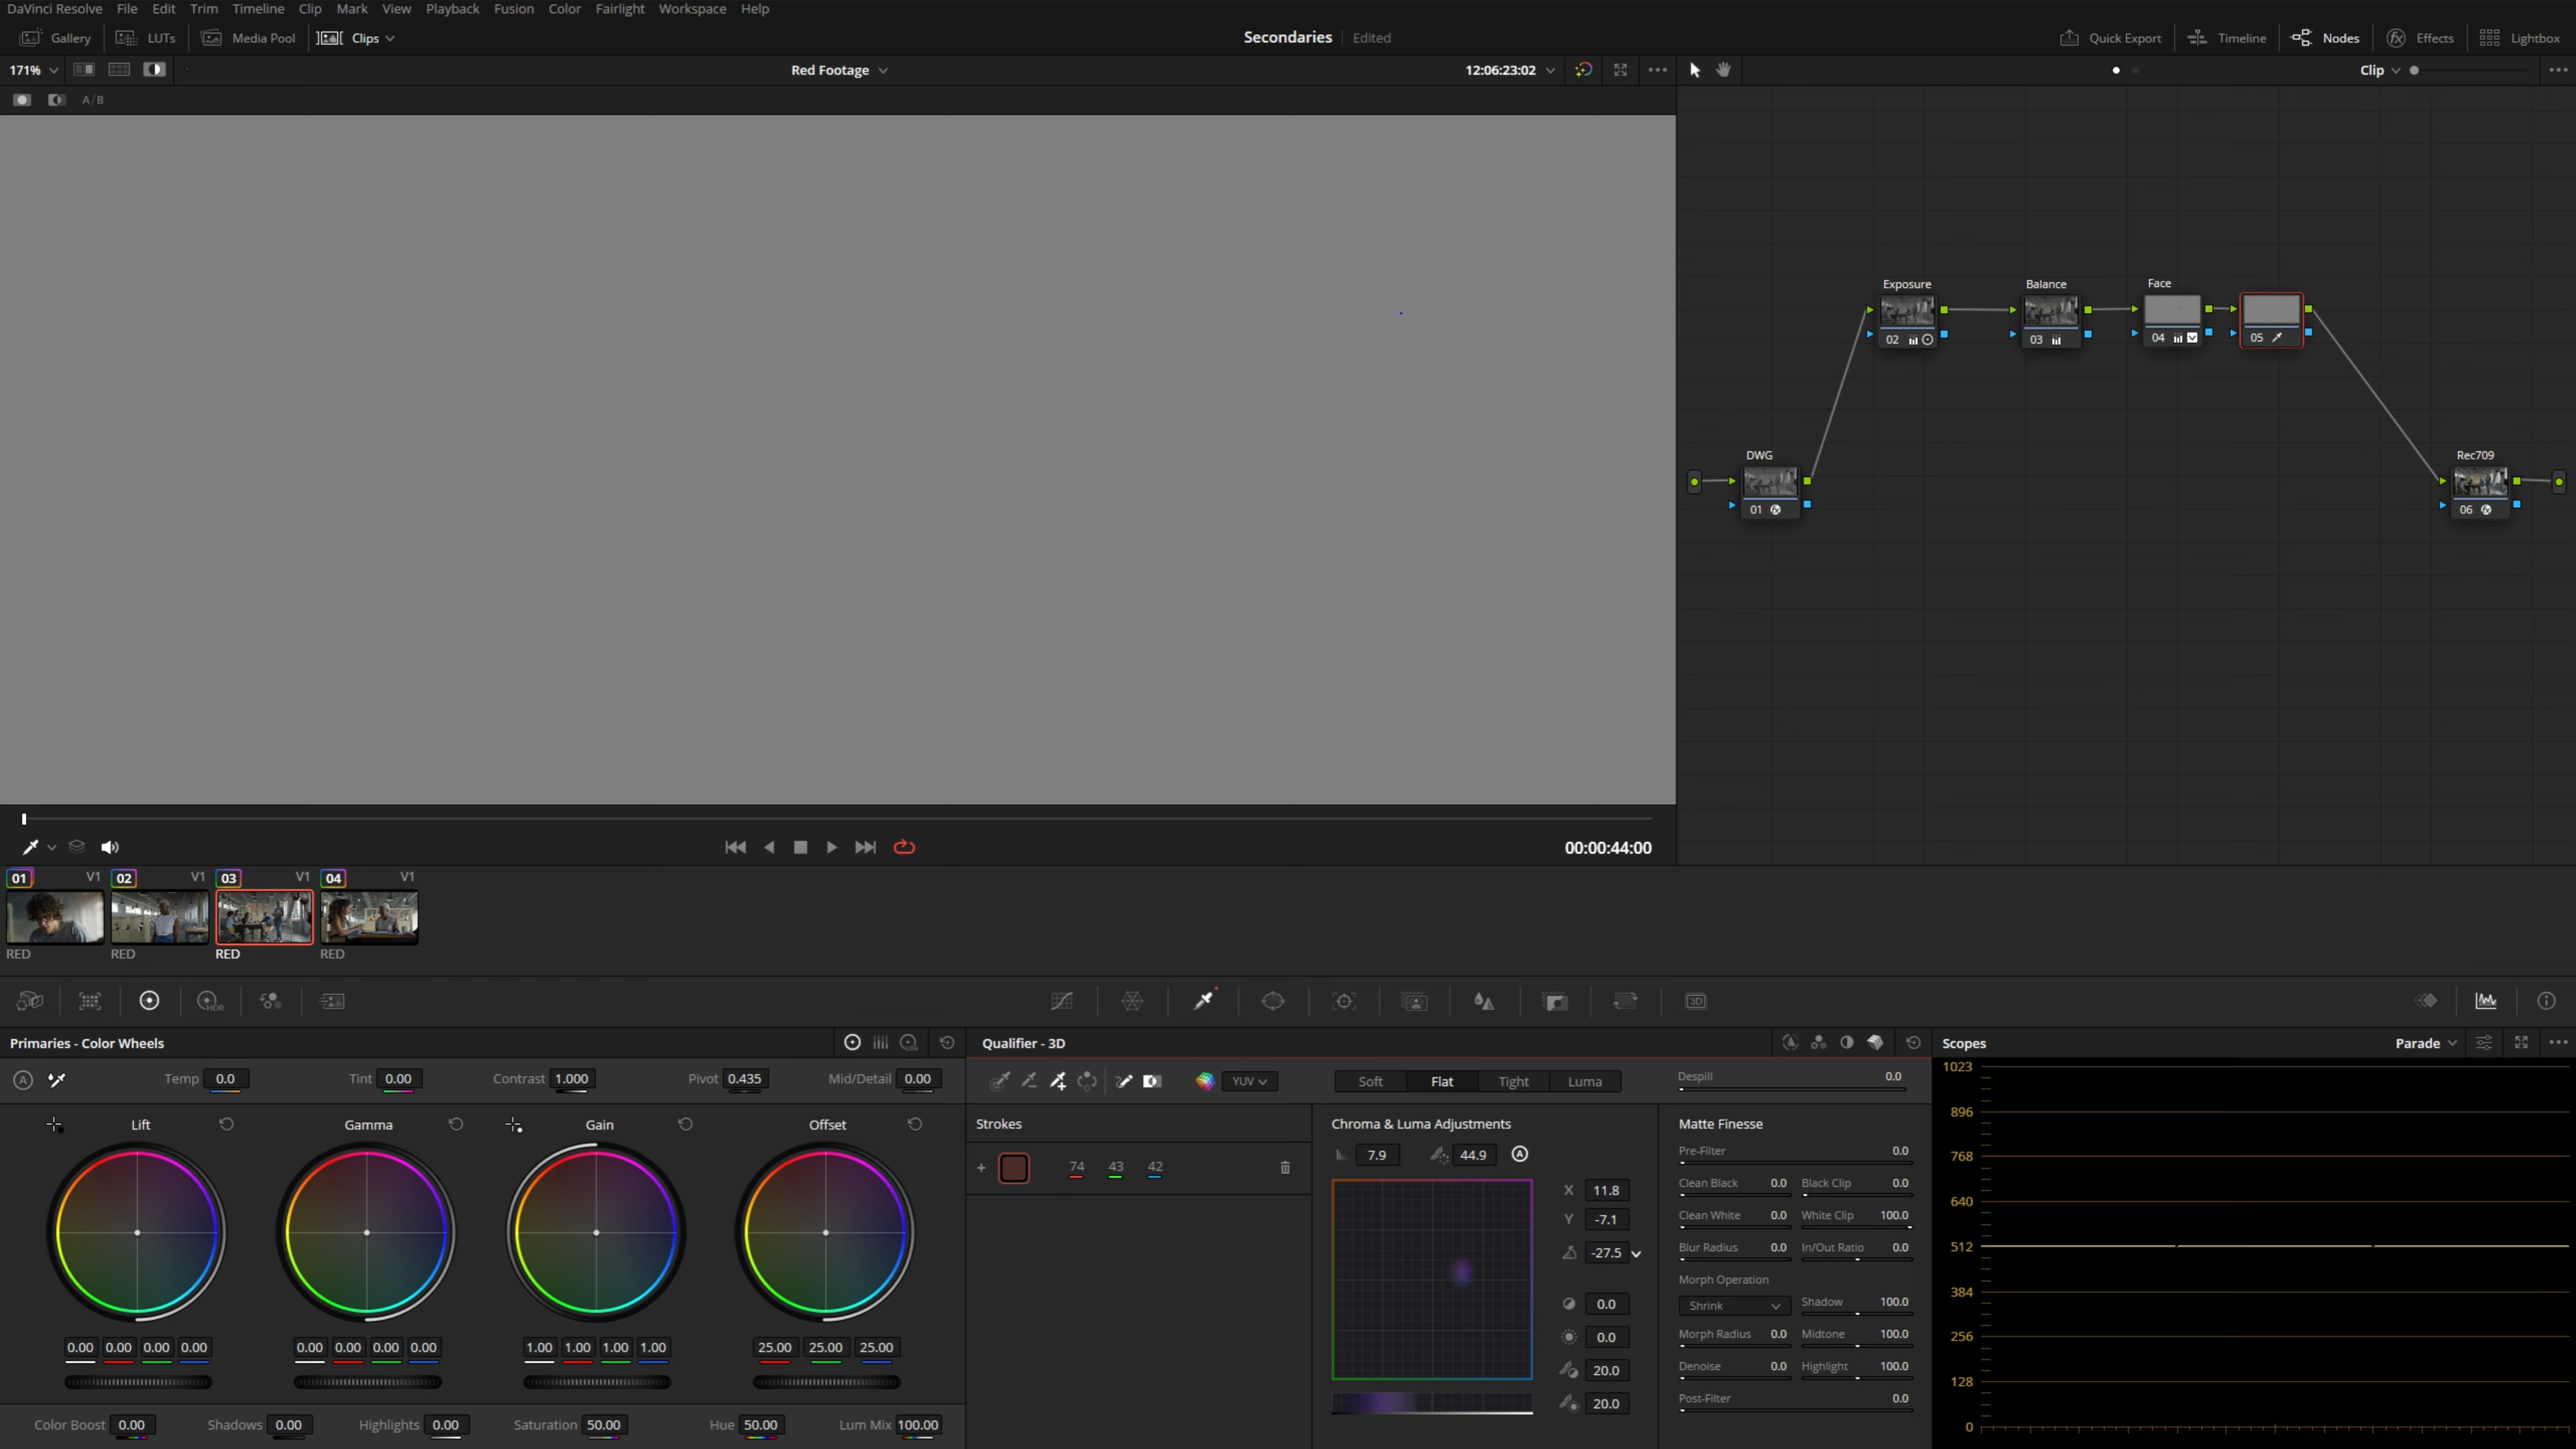 DaVinci Resolve File Edit Trim Timeline Clip Mark View Playback Fusion Color Fairlight Workspace Help
Gallery LUTs Media Pool Clips Secondaries Edited Quick Export Timeline Nodes Effects Lightbox
171% Red Footage 12:06:23:02 Clip
A/B
Exposure Balance Face
02 03 04 05
DWG Rec709
01 06
00:00:44:00
01 V1 02 V1 03 V1 04 V1
RED RED RED RED
HDR 3D
Primaries - Color Wheels Qualifier - 3D Scopes Parade
A Temp 0.0 Tint 0.00 Contrast 1.000 Pivot 0.435 Mid/Detail 0.00
YUV Soft Flat Tight Luma Despill 0.0
Lift Gamma Gain Offset
0.00 0.00 0.00 0.00 0.00 0.00 0.00 0.00 1.00 1.00 1.00 1.00 25.00 25.00 25.00
Color Boost 0.00 Shadows 0.00 Highlights 0.00 Saturation 50.00 Hue 50.00 Lum Mix 100.00
Strokes
+ 74 43 42
Chroma & Luma Adjustments
7.9 44.9 A
X 11.8
Y -7.1
-27.5
0.0
0.0
20.0
20.0
Matte Finesse
Pre-Filter 0.0
Clean Black 0.0 Black Clip 0.0
Clean White 0.0 White Clip 100.0
Blur Radius 0.0 In/Out Ratio 0.0
Morph Operation
Shrink Shadow 100.0
Morph Radius 0.0 Midtone 100.0
Denoise 0.0 Highlight 100.0
Post-Filter 0.0
1023
896
768
640
512
384
256
128
0